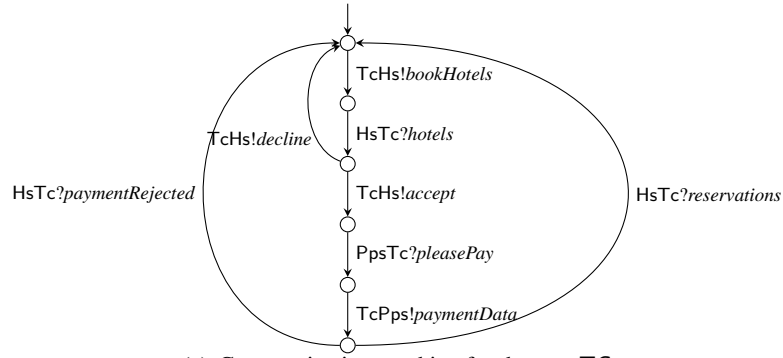 TcHs!bookHotels
HsTc?hotels
TcHs!decline
HsTc?paymentRejected
TcHs!accept
HsTc?reservations
PpsTc?pleasePay
TcPps!paymentData